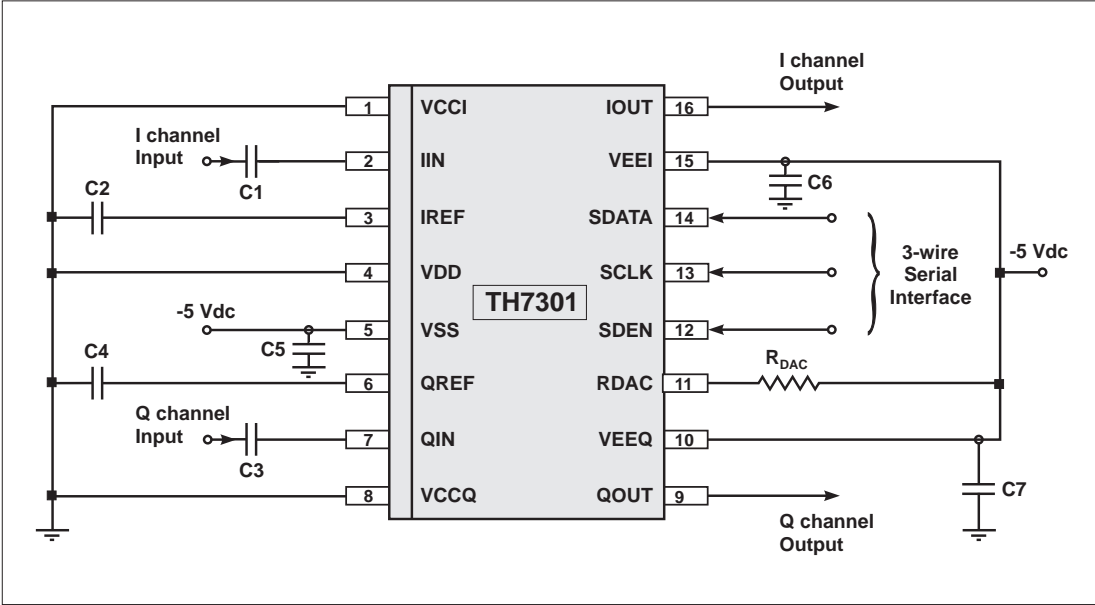 I channel
Output
1 VCCI IOUT 16
I channel
Input
2 IIN VEEI 15
C1
C6
C2
3 IREF SDATA 14
4 VDD SCLK 13
3-wire
Serial
Interface
-5 Vdc
TH7301
-5 Vdc
5 VSS SDEN 12
C5
C4
RDAC
6 QREF RDAC 11
Q channel
Input
7 QIN VEEQ 10
C3
C7
8 VCCQ QOUT 9
Q channel
Output